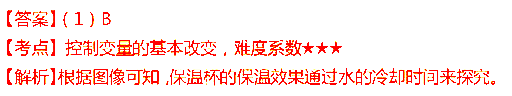 【答案】（1）B
【考点】控制变量的基本改变，难度系数★★★
【解析】根据图像可知，保温杯的保温效果通过水的冷却时间来探究。